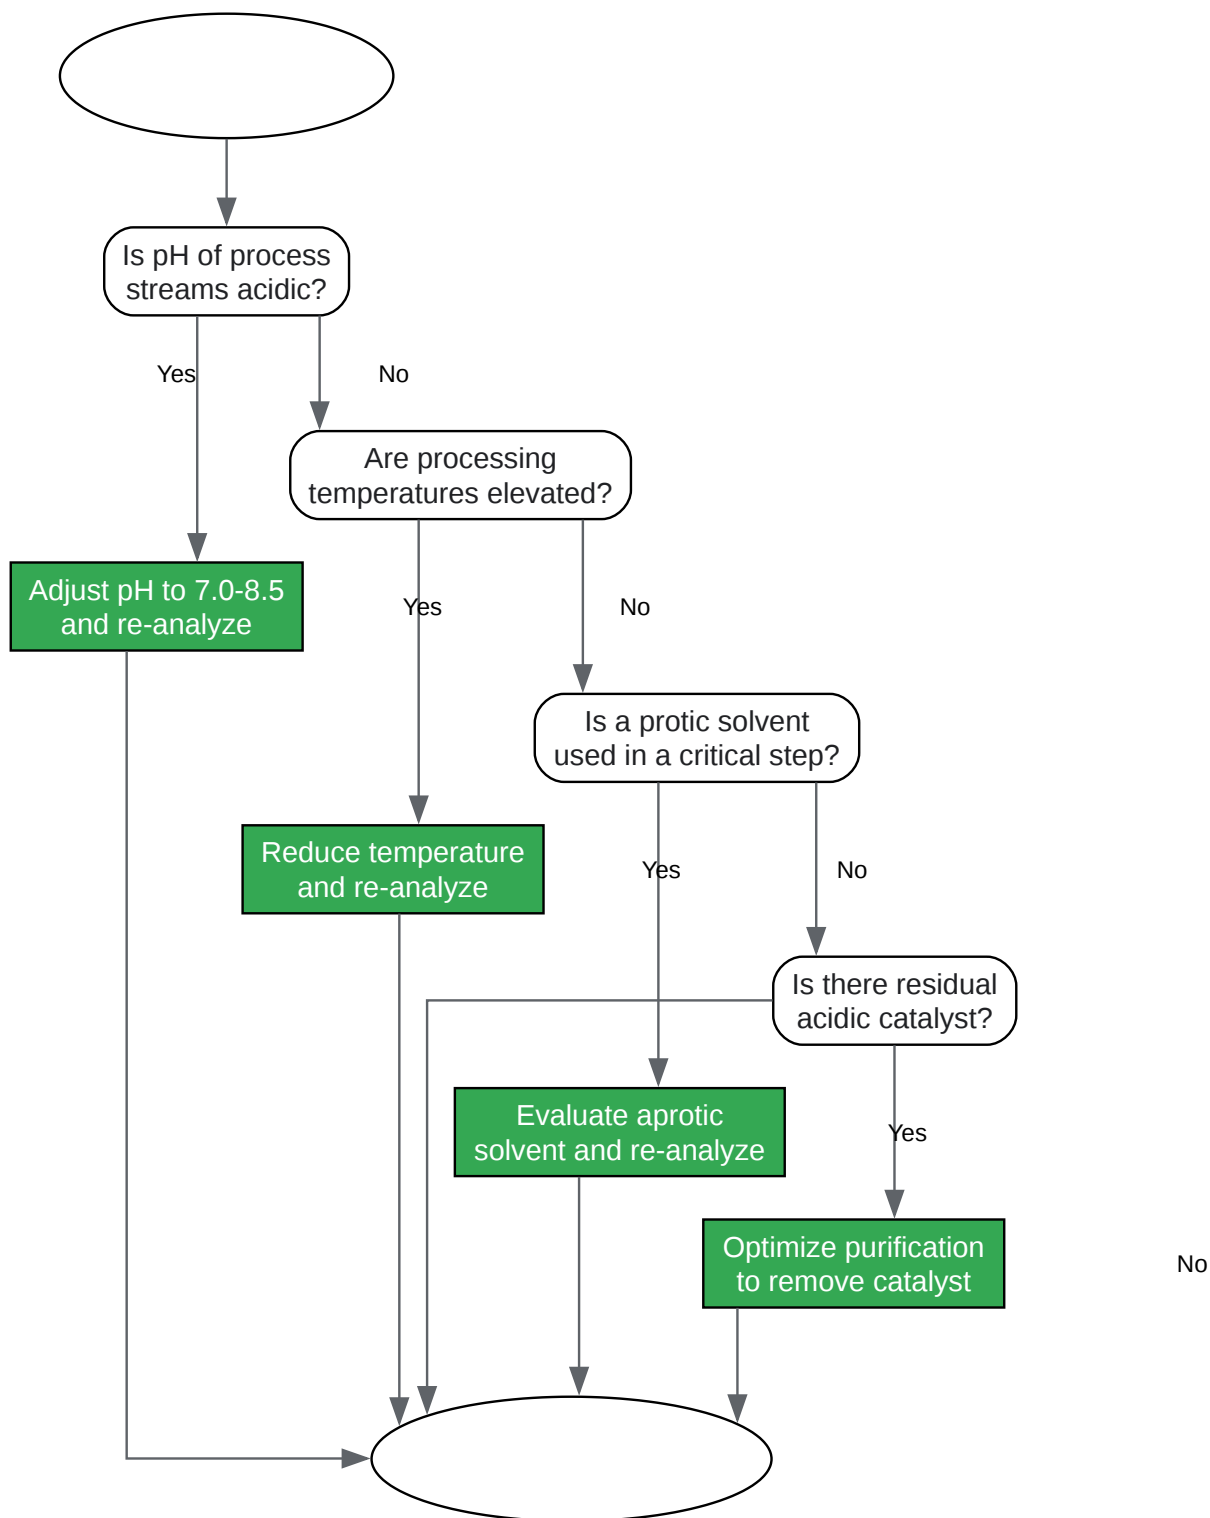 Is pH of process
streams acidic?
Yes
No
Are processing
temperatures elevated?
Adjust pH to 7.0-8.5
and re-analyze
Yes
No
Is a protic solvent
used in a critical step?
Reduce temperature
and re-analyze
Yes
No
Is there residual
acidic catalyst?
Evaluate aprotic
solvent and re-analyze
Yes
Optimize purification
to remove catalyst
No